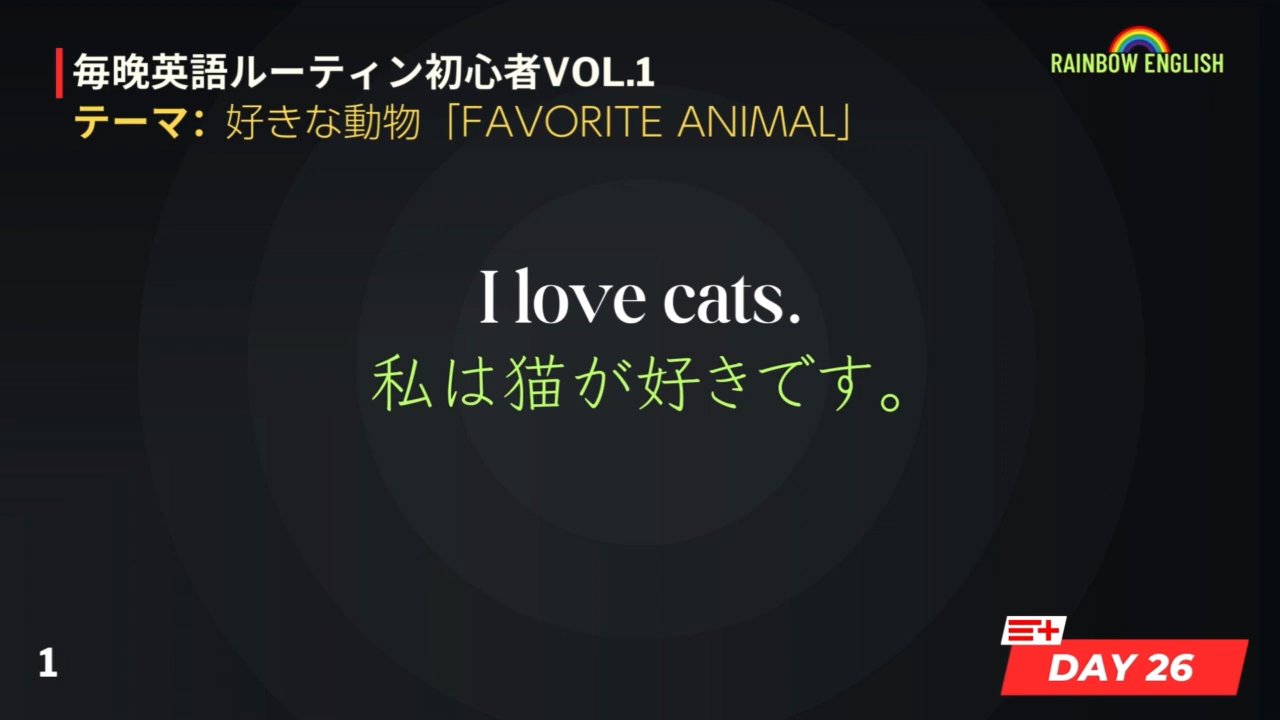 毎晩英語ルーティン初心者VOL.1
テーマ：好きな動物「FAVORITE ANIMAL」
RAINBOW ENGLISH
I love cats.
私は猫が好きです。
1
DAY 26